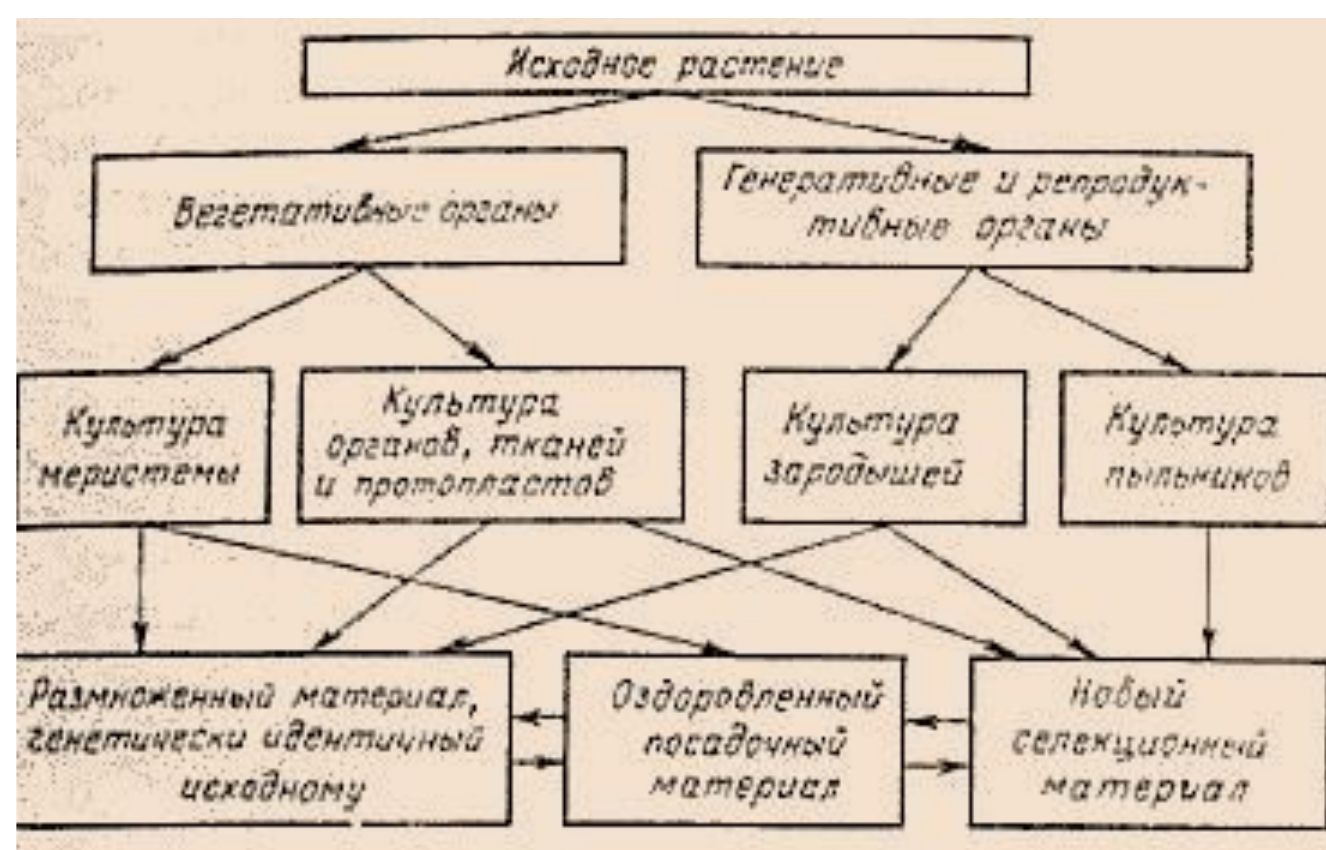 Исходное растение
Вегетативные органы
Генеративные и репродук-
тивные органы
Культура
меристемы
Культура
органов, тканей
и протопластов
Культура
зародышей
Культура
пыльников
Размноженный материал,
генетически идентичный
исходному
Оздоровленный
посадочный
материал
Новый
селекционный
материал